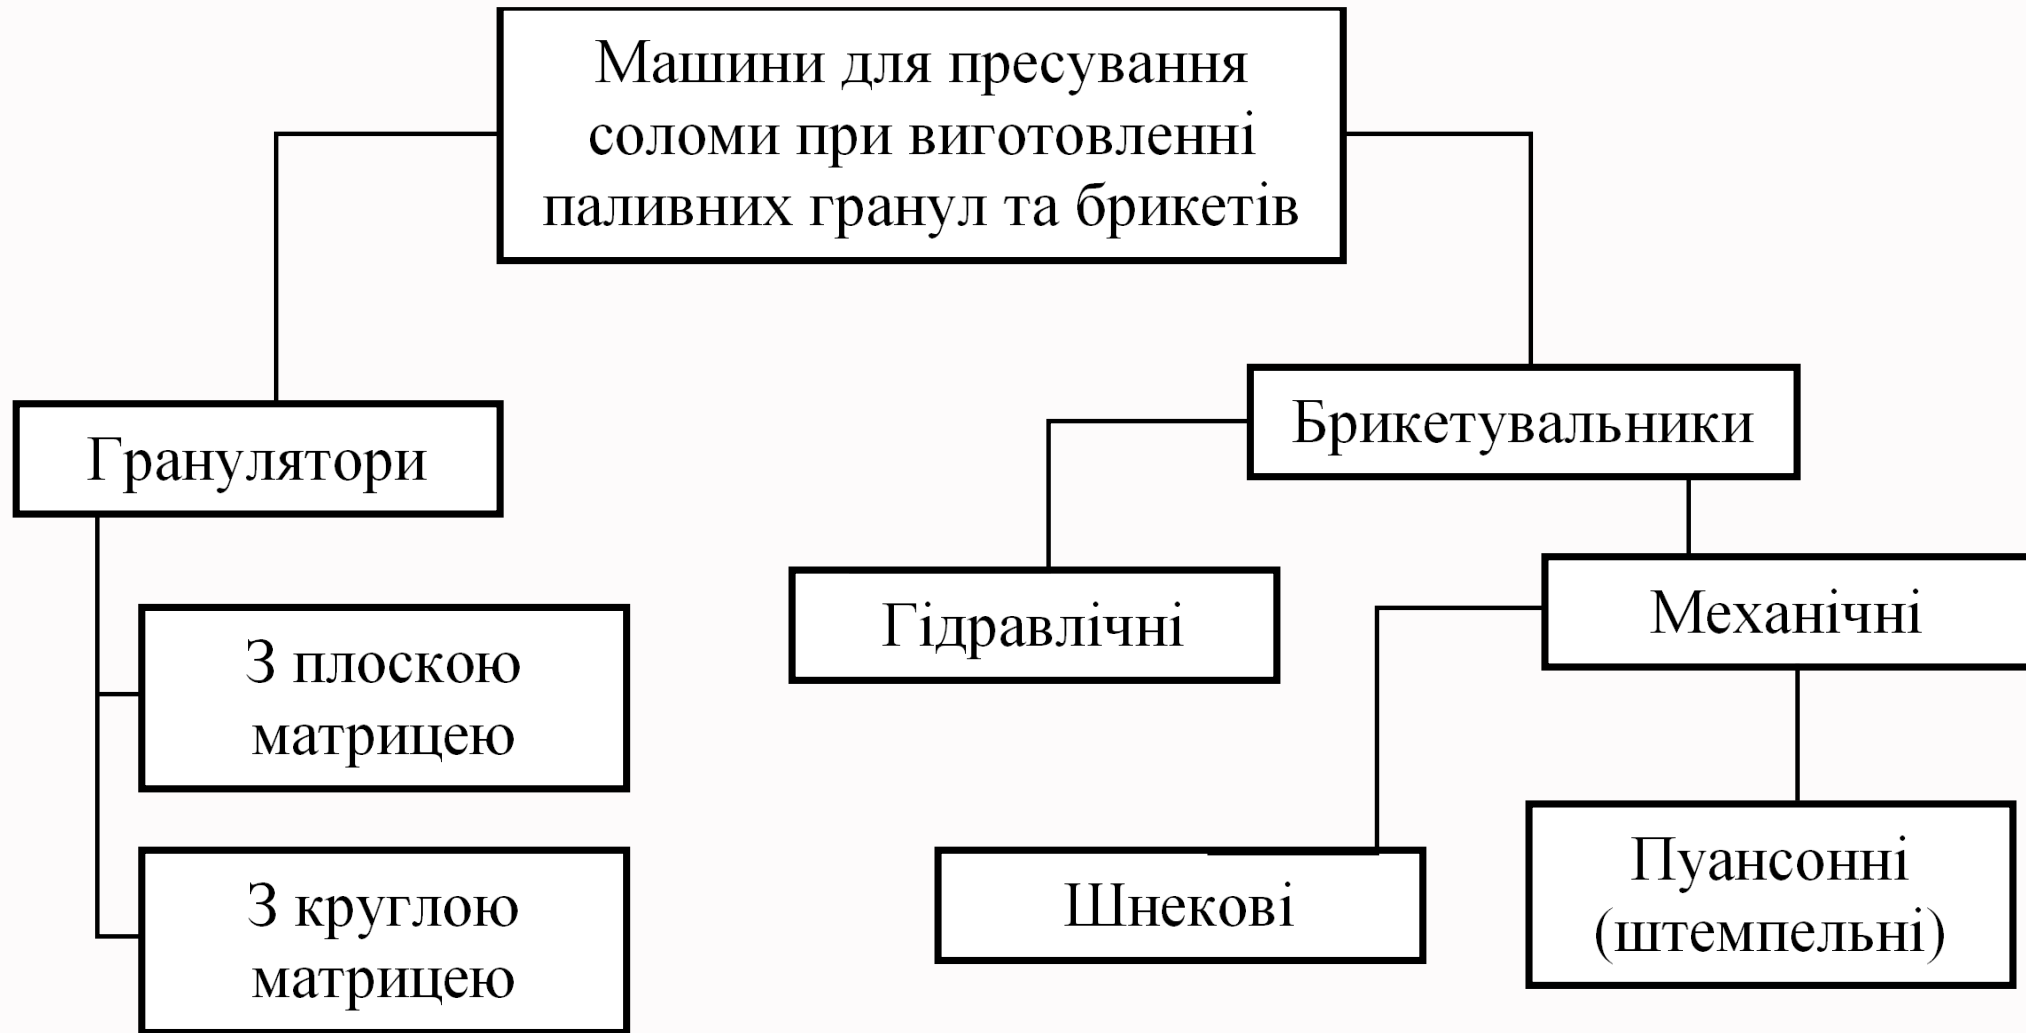 Машини для пресування
соломи при виготовленні
паливних гранул та брикетів
Гранулятори
Брикетувальники
Гідравлічні
Механічні
З плоскою
матрицею
З круглою
матрицею
Шнекові
Пуансонні
(штемпельні)